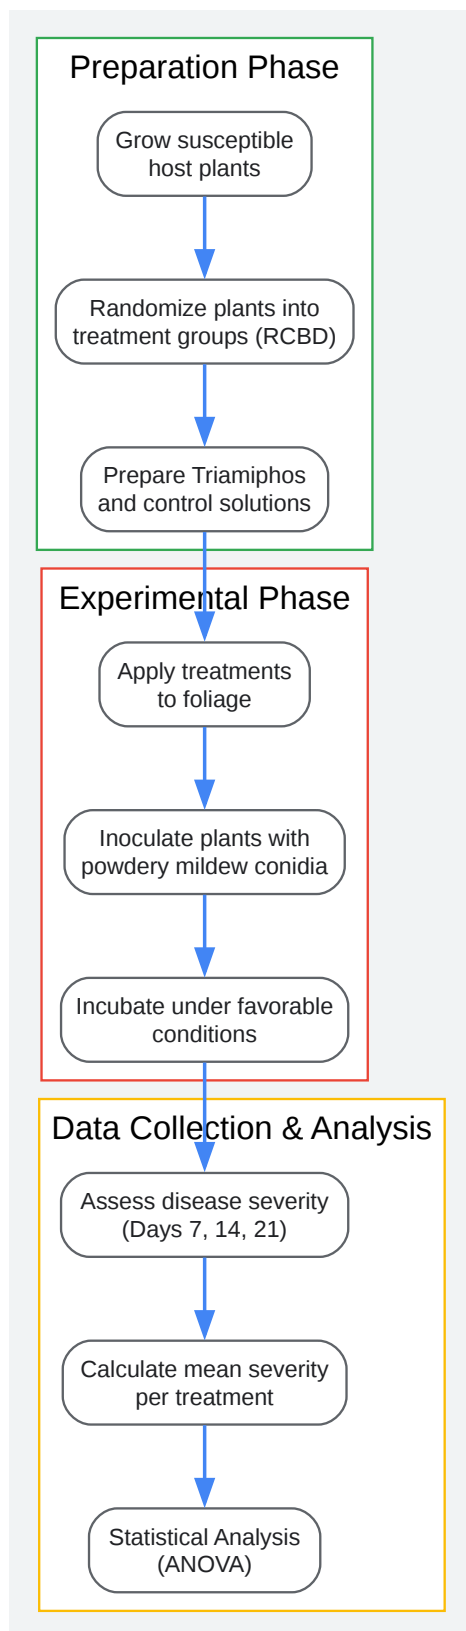 Preparation Phase
Grow susceptible
host plants
Randomize plants into
treatment groups (RCBD)
Prepare Triamiphos
and control solutions
Experimental Phase
Apply treatments
to foliage
Inoculate plants with
powdery mildew conidia
Incubate under favorable
conditions
Data Collection & Analysis
Assess disease severity
(Days 7, 14, 21)
Calculate mean severity
per treatment
Statistical Analysis
(ANOVA)